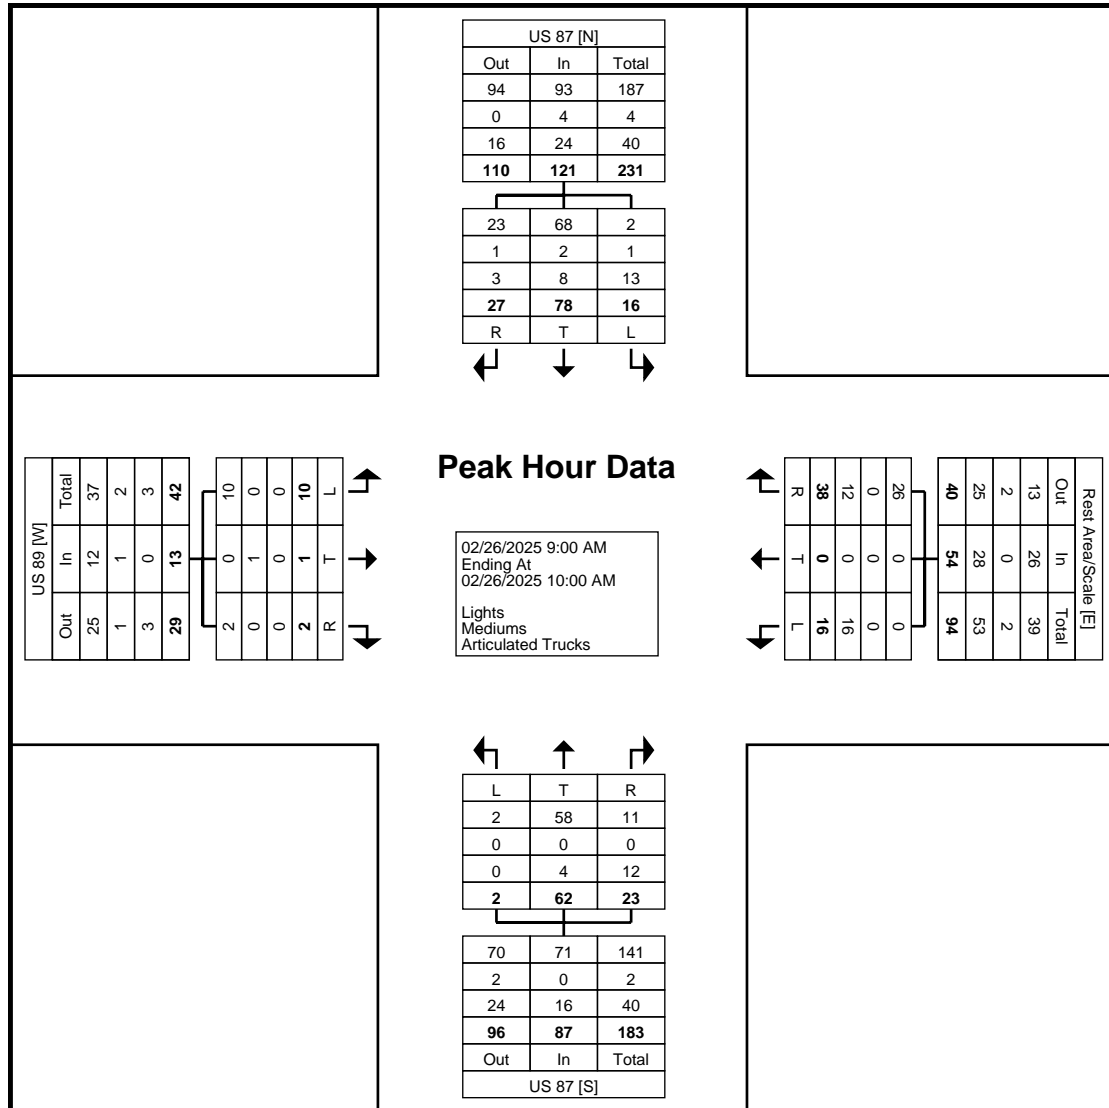 US 87 [N]
Out In Total
94 93 187
0 4 4
16 24 40
110 121 231
23 68 2
1 2 1
3 8 13
27 78 16
R T L
Peak Hour Data
02/26/2025 9:00 AM
Ending At
02/26/2025 10:00 AM
Lights
Mediums
Articulated Trucks
US 89 [W]
Out In Total
25 12 37
1 1 2
3 0 3
29 13 42
2 0 10
0 1 0
0 0 0
2 1 10
R T L
Rest Area/Scale [E]
Out In Total
13 26 39
2 0 2
25 28 53
40 54 94
26 0 0
0 0 0
12 0 16
38 0 16
R T L
L T R
2 58 11
0 0 0
0 4 12
2 62 23
70 71 141
2 0 2
24 16 40
96 87 183
Out In Total
US 87 [S]